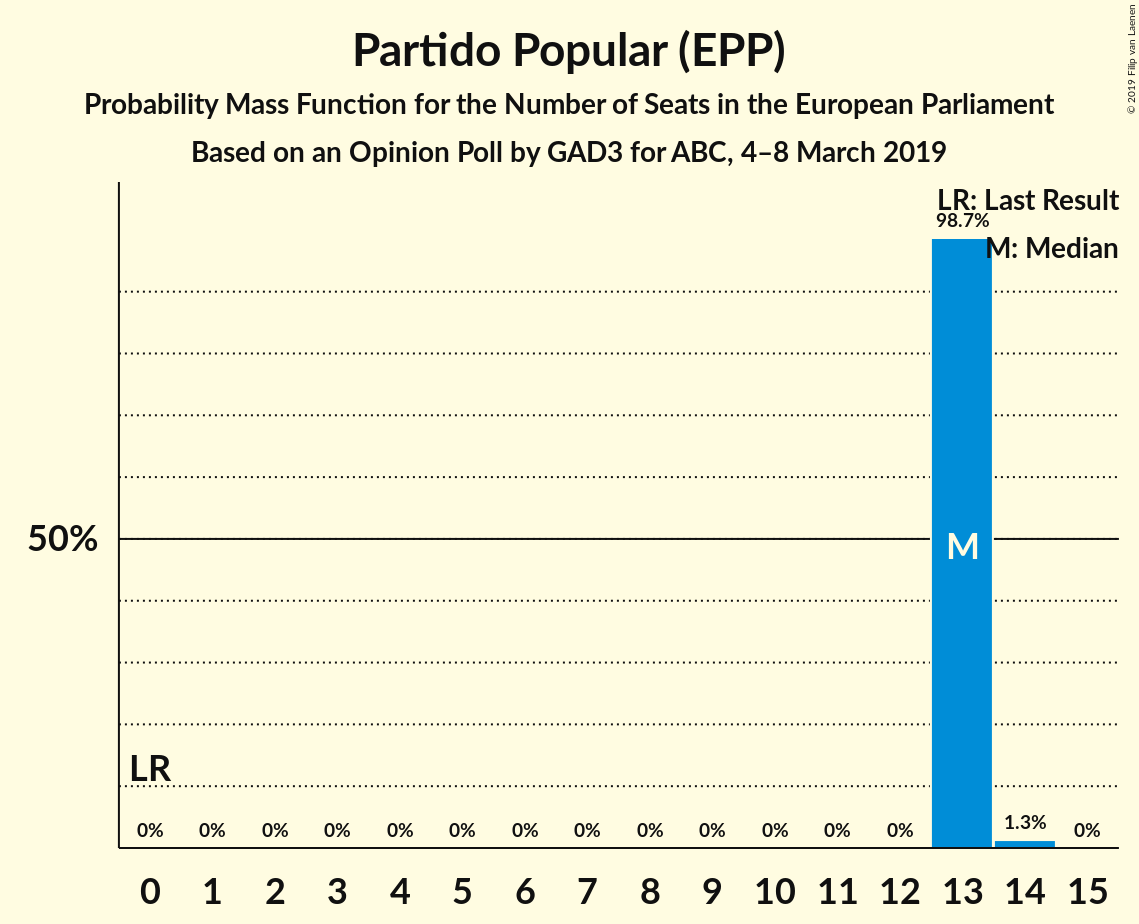 Partido Popular (EPP)
Probability Mass Function for the Number of Seats in the European Parliament
Based on an Opinion Poll by GAD3 for ABC, 4–8 March 2019
© 2019 Filip van Laenen
LR: Last Result
98.7%
M: Median
50%
M
LR
0% 0% 0% 0% 0% 0% 0% 0% 0% 0% 0% 0% 0% 1.3% 0%
0 1 2 3 4 5 6 7 8 9 10 11 12 13 14 15